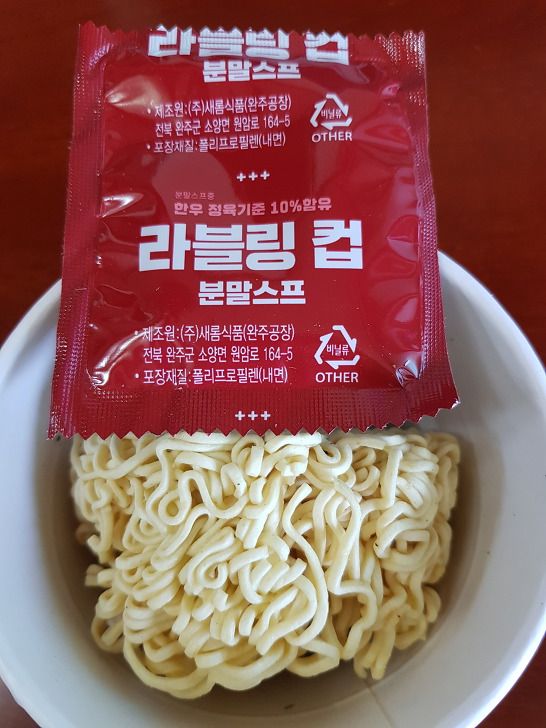 라블링 컵
분말스프
• 제조원:(주)새롬식품(완주공장)
전북 완주군 소양면 원암로 164-5
• 포장재질:폴리프로필렌(내면)
비닐류
OTHER
+++
분말스프중
한우 정육기준 10%함유
라블링 컵
분말스프
• 제조원:(주)새롬식품(완주공장)
전북 완주군 소양면 원암로 164-5
• 포장재질:폴리프로필렌(내면)
비닐류
OTHER
+++